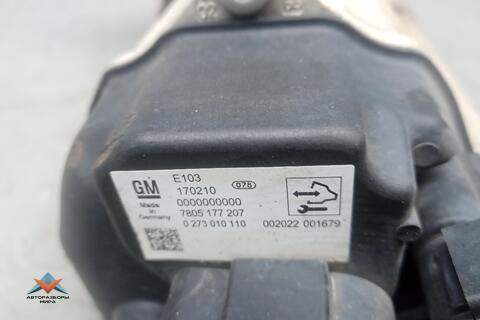 32
GM
E103
170210 075
0000000000
Made in Germany
7805 177 207
0 273 010 110
002022 001679
АВТОРАЗБОРЫ
МИРА